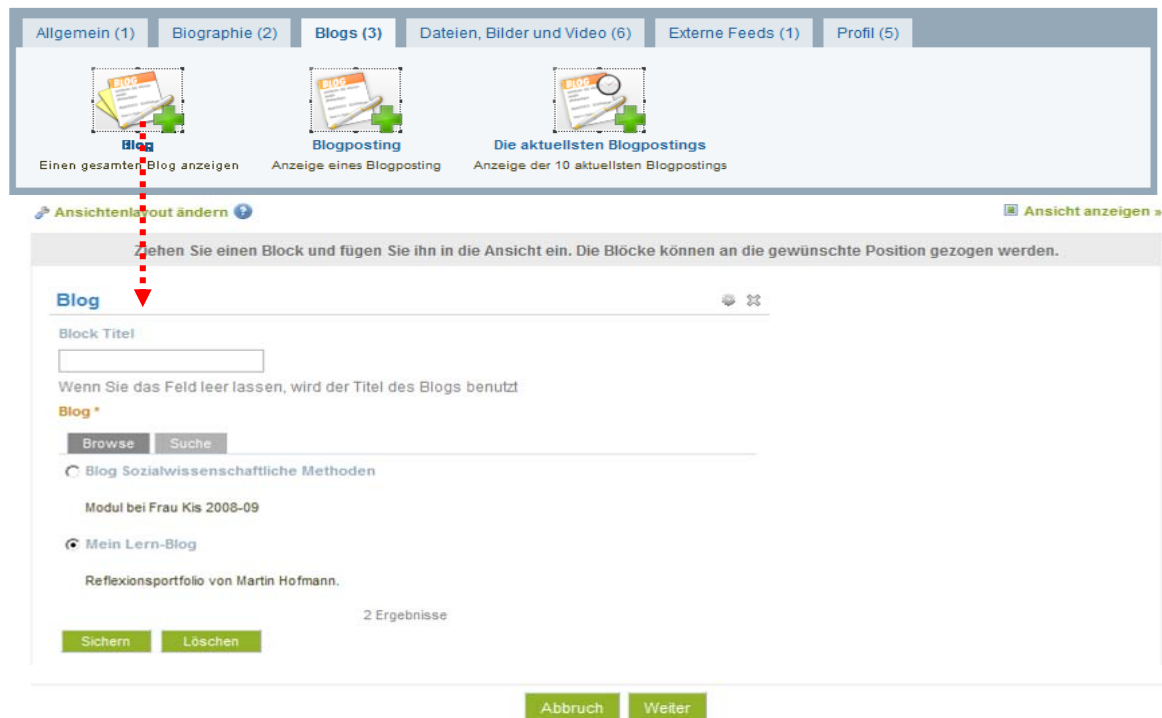 Allgemein (1) Biographie (2) Blogs (3) Dateien, Bilder und Video (6) Externe Feeds (1) Profil (5)
BLOG BLOG BLOG
Blog Blogposting Die aktuellsten Blogpostings
Einen gesamten Blog anzeigen Anzeige eines Blogposting Anzeige der 10 aktuellsten Blogpostings
Ansichtenlayout ändern ? Ansicht anzeigen »
Ziehen Sie einen Block und fügen Sie ihn in die Ansicht ein. Die Blöcke können an die gewünschte Position gezogen werden.
Blog
Block Titel
Wenn Sie das Feld leer lassen, wird der Titel des Blogs benutzt
Blog *
Browse Suche
Blog Sozialwissenschaftliche Methoden
Modul bei Frau Kis 2008-09
Mein Lern-Blog
Reflexionsportfolio von Martin Hofmann.
2 Ergebnisse
Sichern Löschen
Abbruch Weiter